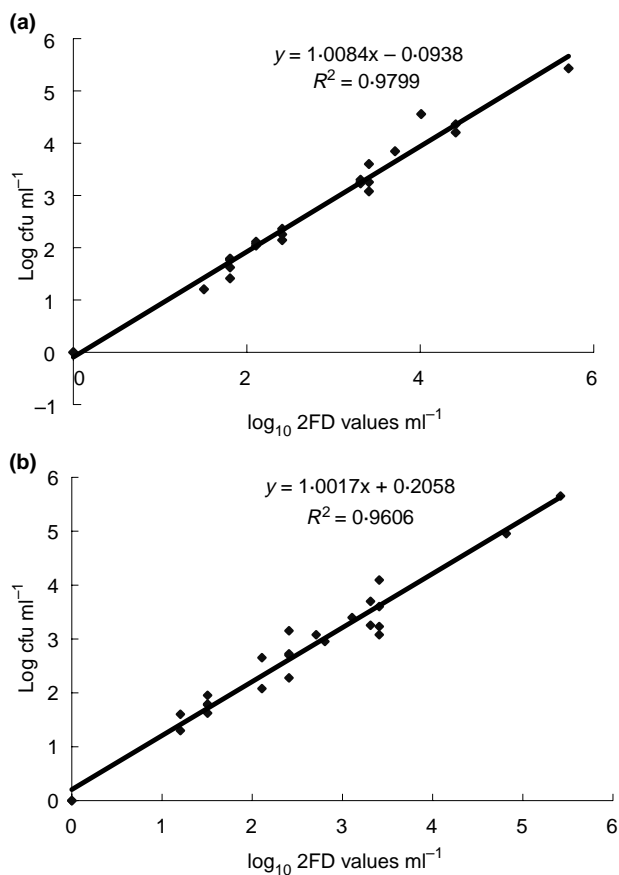 (a)
y = 1·0084x – 0·0938
R² = 0·9799
6
5
4
3
2
1
0
–1
Log cfu ml⁻¹
0 2 4 6
log₁₀ 2FD values ml⁻¹
(b)
y = 1·0017x + 0·2058
R² = 0·9606
6
5
4
3
2
1
0
Log cfu ml⁻¹
0 1 2 3 4 5 6
log₁₀ 2FD values ml⁻¹